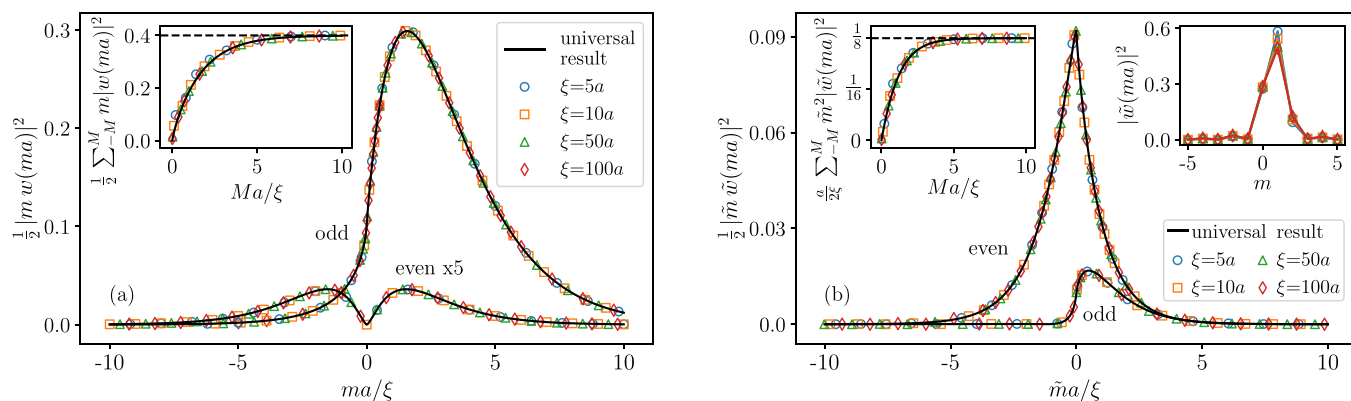 ½|m w(ma)|²
0.3
0.2
0.1
0.0
-10
-5
0
5
10
ma/ξ
(a)
odd
even x5
½ ∑_{-M}^{M} m|w(ma)|²
0.4
0.0
0
5
10
Ma/ξ
universal
result
ξ=5a
ξ=10a
ξ=50a
ξ=100a
½|m̃ w̃(ma)|²
0.09
0.06
0.03
0.0
-10
-5
0
5
10
m̃a/ξ
(b)
even
odd
a/2ξ ∑_{-M}^{M} m̃²|w̃(ma)|²
1/8
1/16
0
0
5
10
Ma/ξ
|w̃(ma)|²
0.6
0.3
0.0
-5
0
5
m
universal result
ξ=5a ξ=50a
ξ=10a ξ=100a